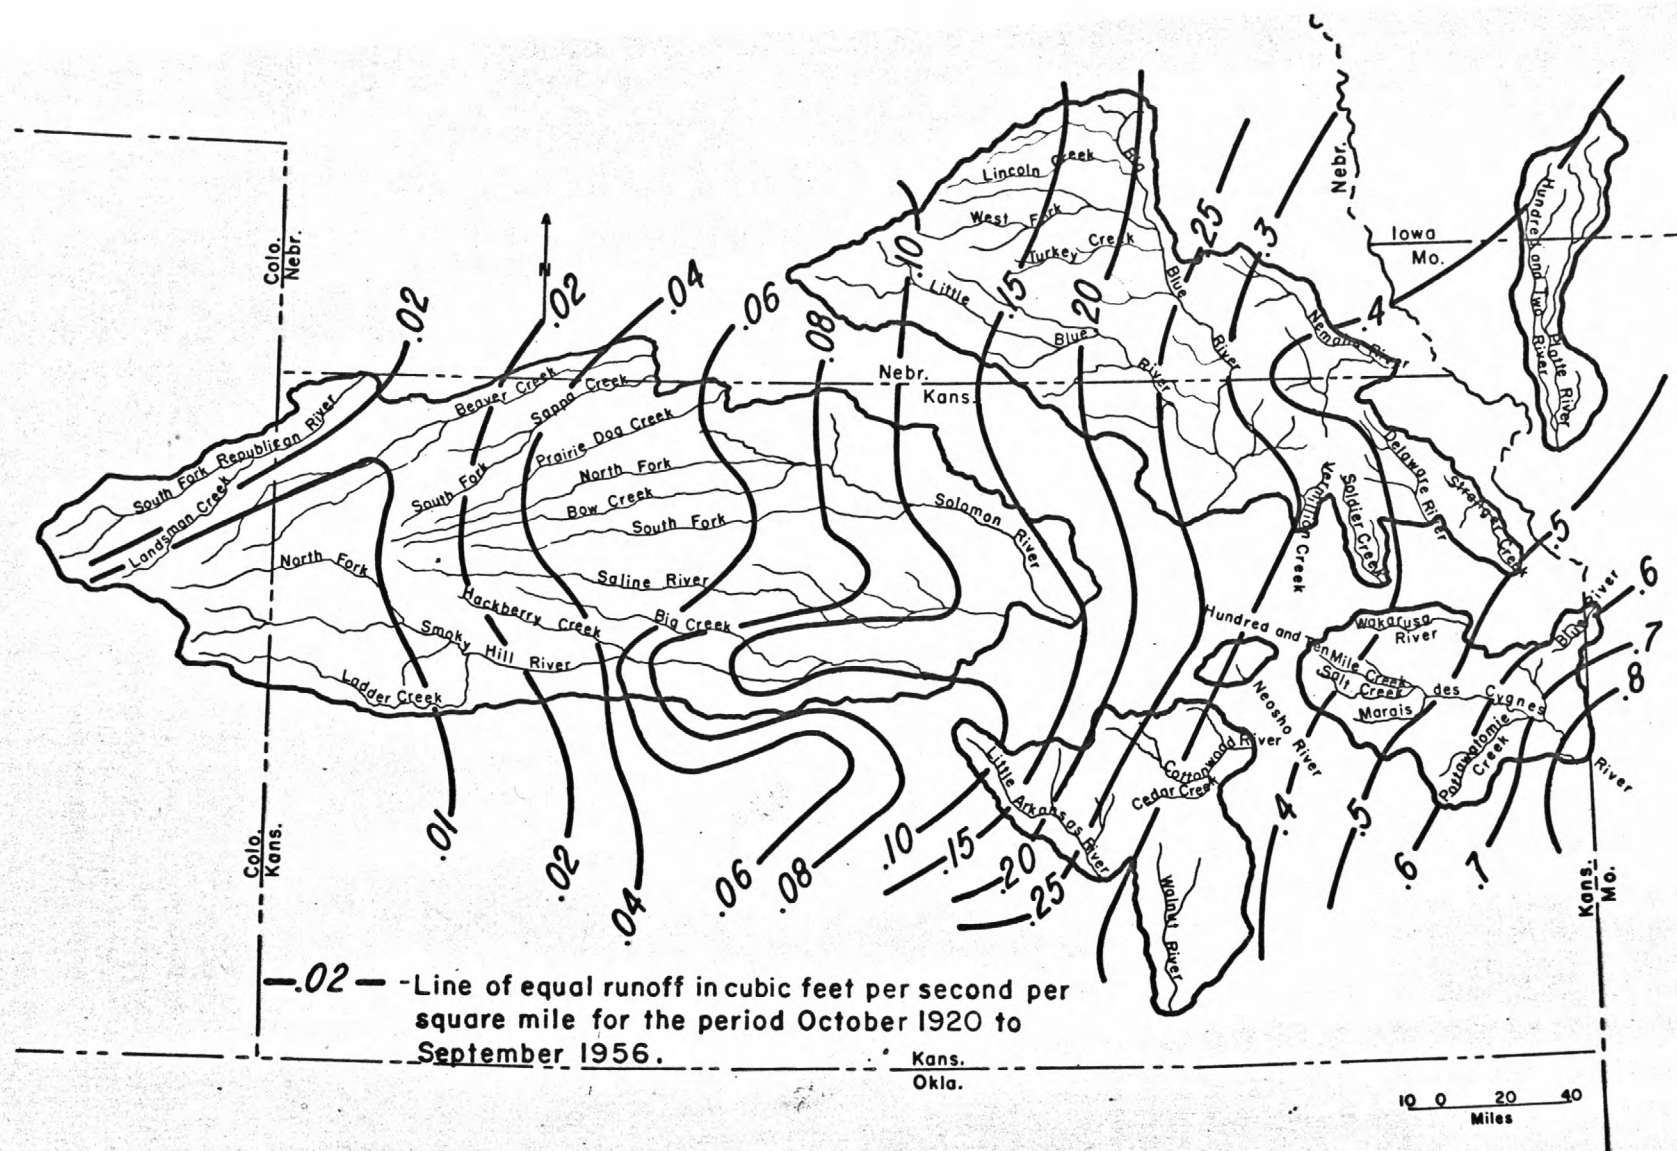 Nebr.
Iowa
Mo.
Hundred and Two River
Platte River
Colo.
Nebr.
N
Lincoln Creek
Big
West Fork
Turkey Creek
Blue River
Little Blue River
.25
.3
.10
.15
.20
.4
Nemaha River
.02
.02
.04
.06
.08
Nebr.
Kans.
South Fork Republican River
Landsman Creek
Beaver Creek
Sappa Creek
South Fork
Prairie Dog Creek
North Fork
Bow Creek
South Fork
Solomon River
North Fork
Saline River
Hackberry Creek
Big Creek
Smoky Hill River
Ladder Creek
Vermillion Creek
Soldier Creek
Delaware River
Stranger Creek
.5
.6
.7
.8
Blue River
Wakarusa River
Hundred and Ten Mile Creek
Salt Creek
Marais des Cygnes River
Pottawatomie Creek
Neosho River
Cottonwood River
Cedar Creek
Little Arkansas River
Walnut River
.01
.02
.04
.06
.08
.10
.15
.20
.25
.4
.5
.6
.7
Colo.
Kans.
Kans.
Mo.
.02 - Line of equal runoff in cubic feet per second per
square mile for the period October 1920 to
September 1956.
Kans.
Okla.
10 0 20 40
Miles